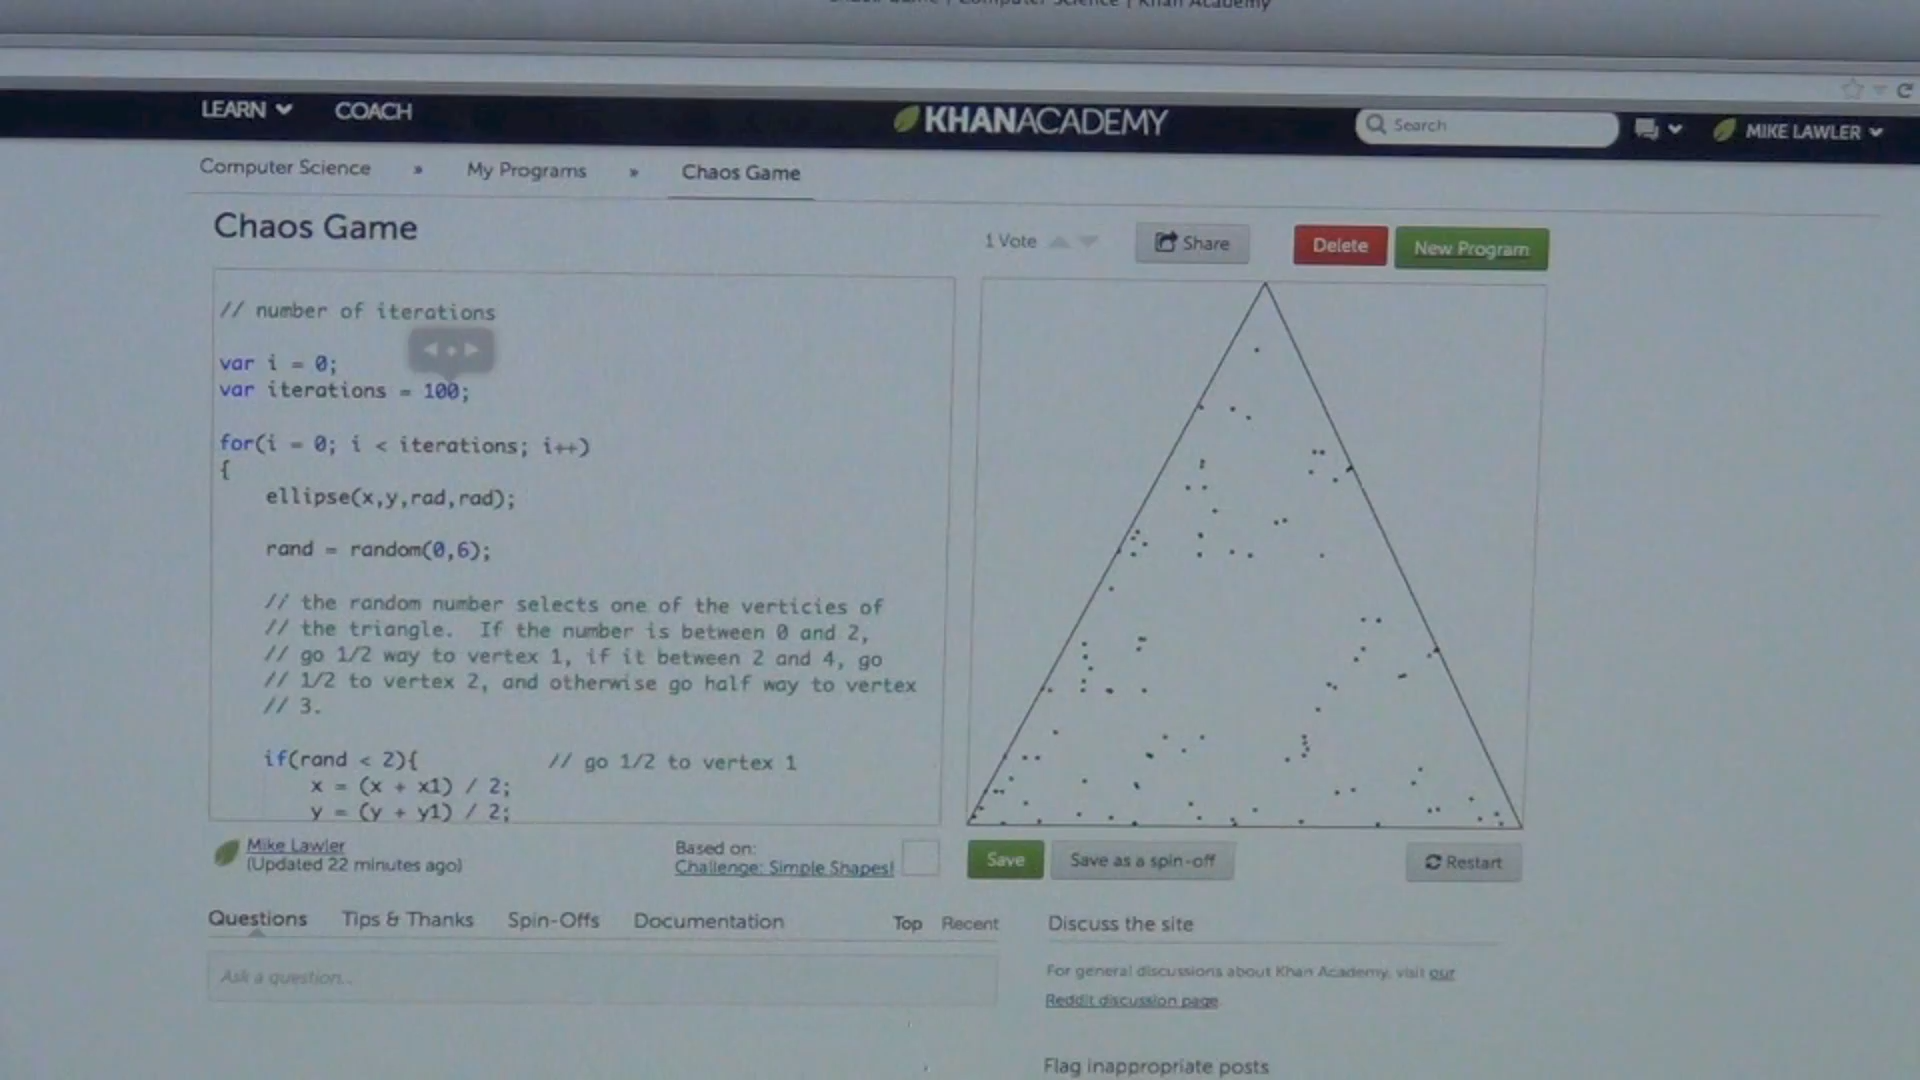 LEARN COACH KHANACADEMY Search MIKE LAWLER
Computer Science » My Programs » Chaos Game
Chaos Game
1 Vote Share Delete New Program
// number of iterations
var i = 0;
var iterations = 100;
for(i = 0; i < iterations; i++)
{
ellipse(x,y,rad,rad);
rand = random(0,6);
// the random number selects one of the verticies of
// the triangle. If the number is between 0 and 2,
// go 1/2 way to vertex 1, if it between 2 and 4, go
// 1/2 to vertex 2, and otherwise go half way to vertex
// 3.
if(rand < 2){ // go 1/2 to vertex 1
x = (x + x1) / 2;
y = (y + y1) / 2;
Mike Lawler
(Updated 22 minutes ago)
Based on:
Challenge: Simple Shapes!
Save Save as a spin-off Restart
Questions Tips & Thanks Spin-Offs Documentation Top Recent
Ask a question...
Discuss the site
For general discussions about Khan Academy, visit our
Reddit discussion page.
Flag inappropriate posts